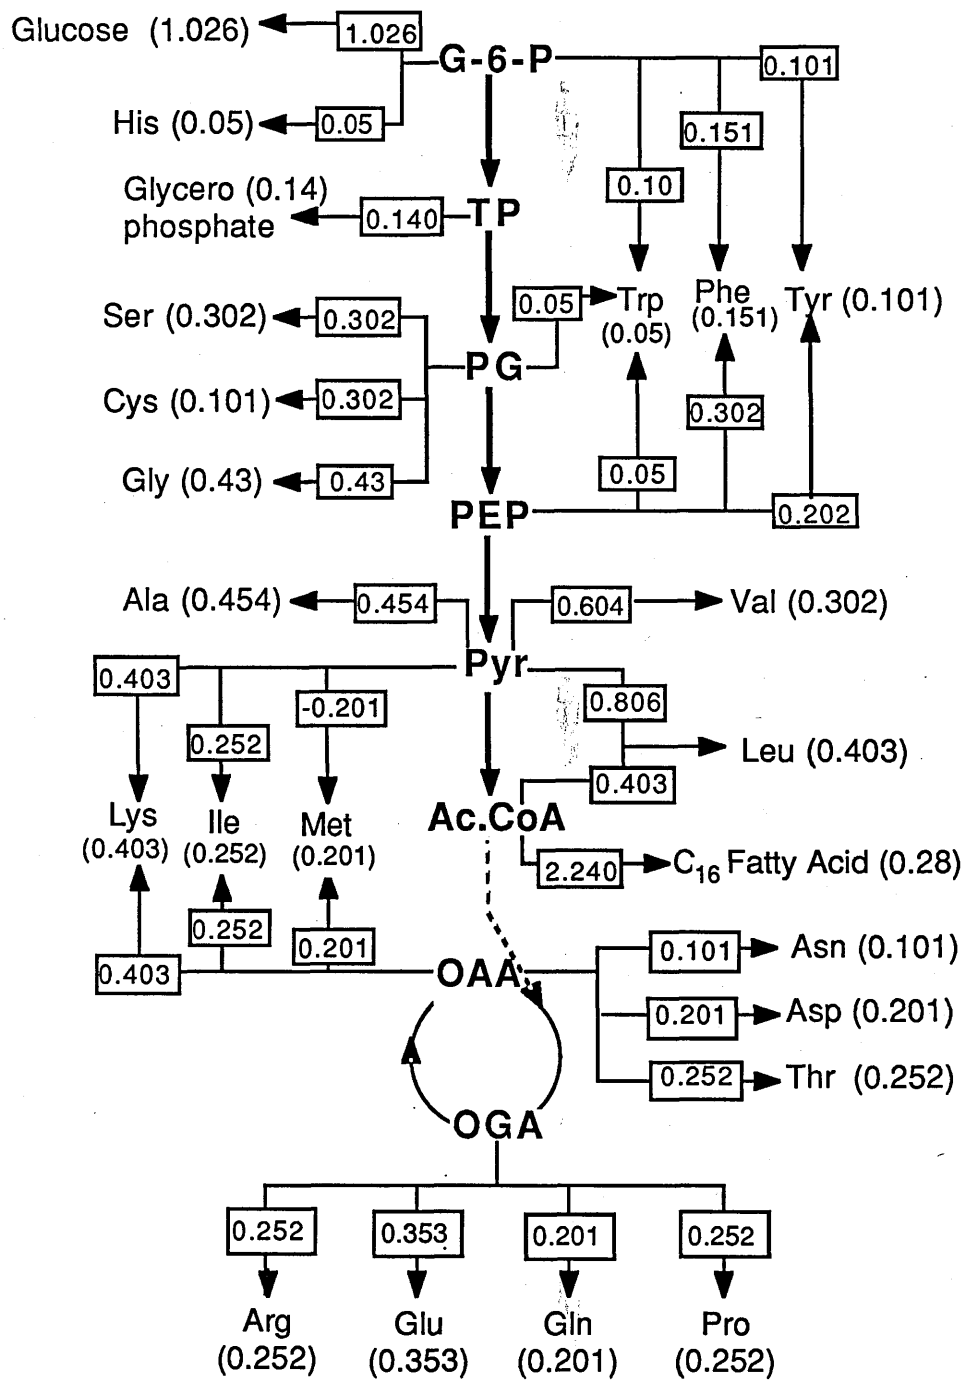 Glucose (1.026)
1.026
G-6-P
0.101
His (0.05)
0.05
0.151
0.10
Glycero (0.14)
phosphate
0.140
TP
Ser (0.302)
0.302
0.05
Trp
(0.05)
Phe
(0.151)
Tyr (0.101)
PG
Cys (0.101)
0.302
0.302
Gly (0.43)
0.43
0.05
PEP
0.202
Ala (0.454)
0.454
0.604
Val (0.302)
Pyr
0.403
-0.201
0.252
0.806
Leu (0.403)
0.403
Lys
(0.403)
Ile
(0.252)
Met
(0.201)
Ac.CoA
2.240
C16 Fatty Acid (0.28)
0.252
0.201
0.403
OAA
0.101
Asn (0.101)
0.201
Asp (0.201)
0.252
Thr (0.252)
OGA
0.252
0.353
0.201
0.252
Arg
(0.252)
Glu
(0.353)
Gln
(0.201)
Pro
(0.252)